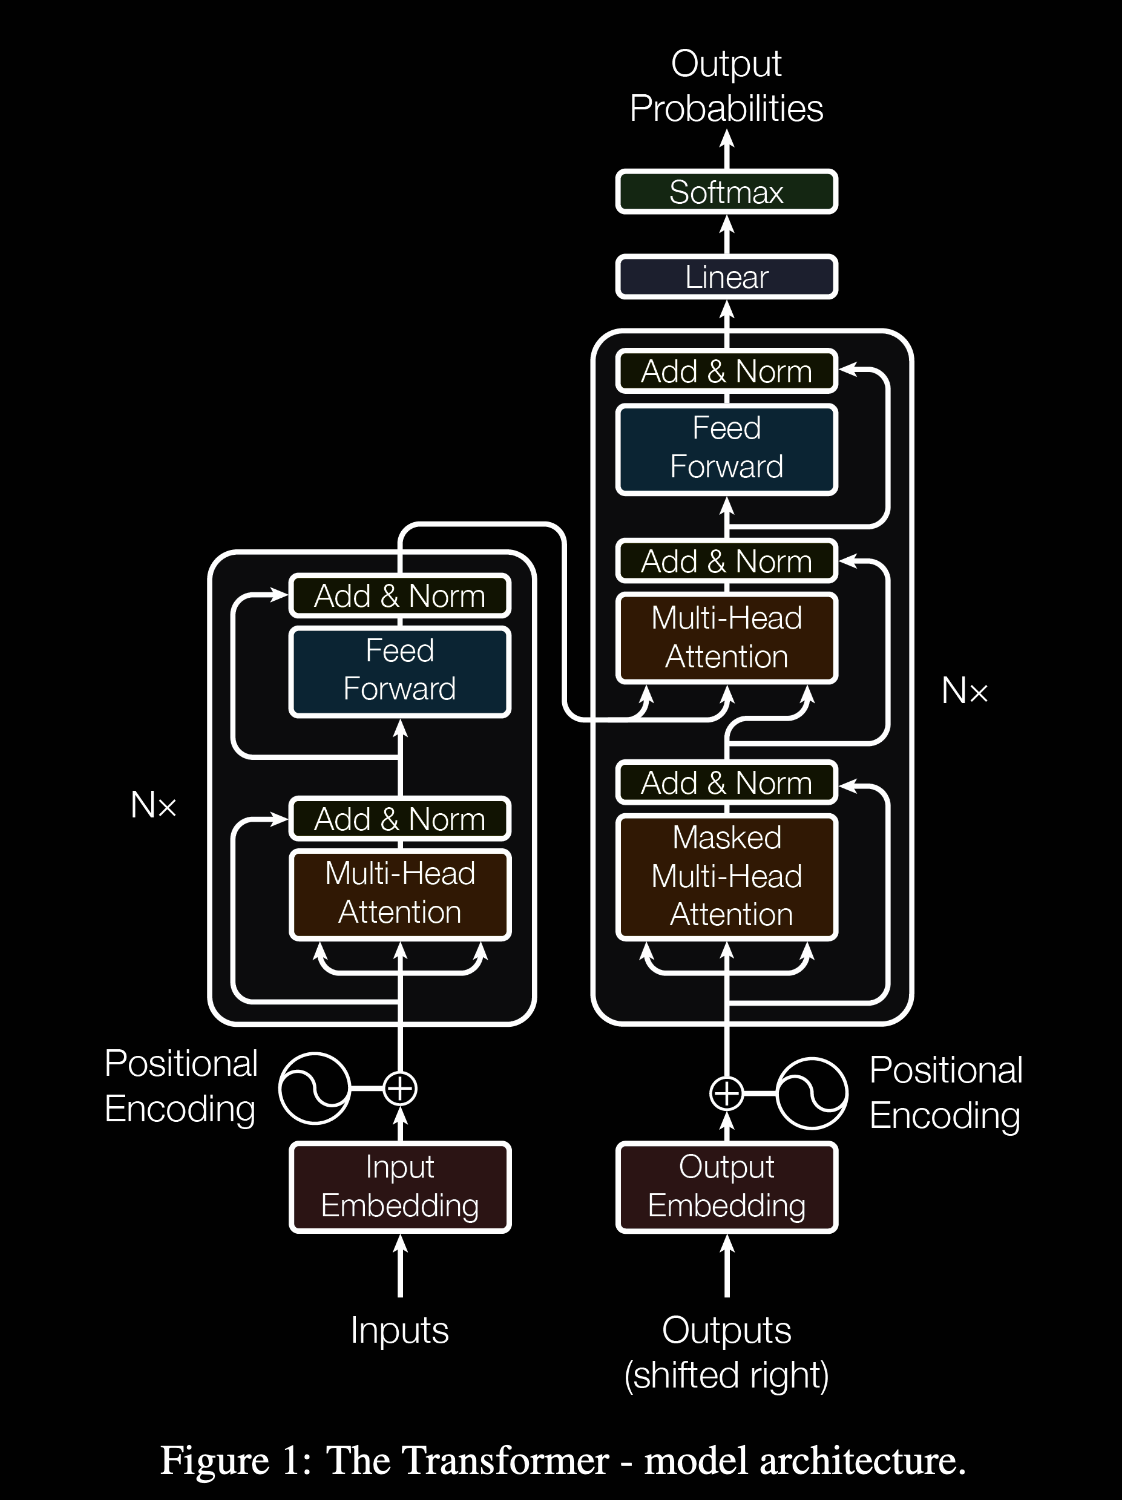 Output
Probabilities
Softmax
Linear
Add & Norm
Feed
Forward
Add & Norm
Multi-Head
Attention
Add & Norm
Masked
Multi-Head
Attention
N×
Add & Norm
Feed
Forward
Add & Norm
Multi-Head
Attention
N×
Positional
Encoding
Input
Embedding
Inputs
Positional
Encoding
Output
Embedding
Outputs
(shifted right)
Figure 1: The Transformer - model architecture.